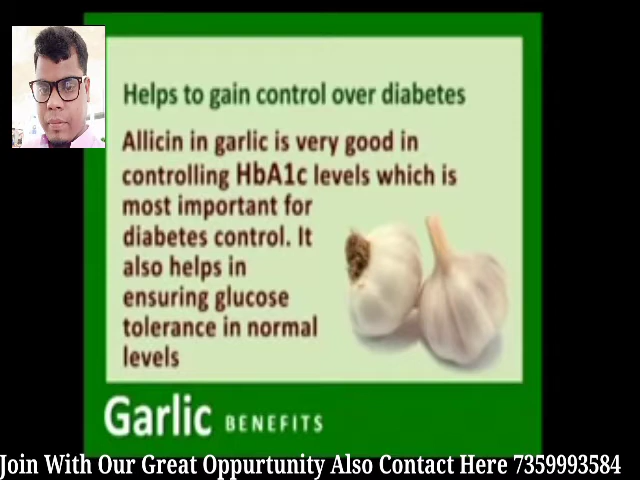 Helps to gain control over diabetes
Allicin in garlic is very good in
controlling HbA1c levels which is
most important for
diabetes control. It
also helps in
ensuring glucose
tolerance in normal
levels
Garlic BENEFITS
Join With Our Great Oppurtunity Also Contact Here 7359993584